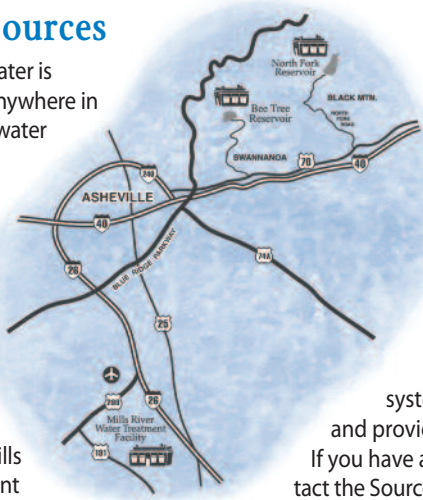 ources
ater is
nywhere in
water
North Fork
Reservoir
Bee Tree
Reservoir
BLACK MTN.
NORTH
FORK
ROAD
SWANNANOA
70
40
240
ASHEVILLE
40
26
BLUE RIDGE PARKWAY
74A
25
26
280
Mills River
Water Treatment
Facility
191
ills
nt
syste
and provid
If you have a
tact the Source